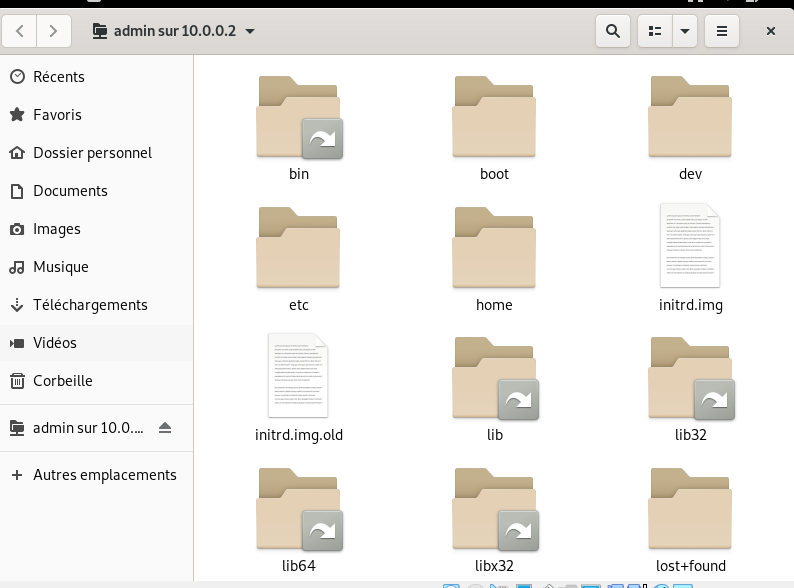 admin sur 10.0.0.2
Récents
Favoris
Dossier personnel
Documents
Images
Musique
Téléchargements
Vidéos
Corbeille
admin sur 10.0....
Autres emplacements
bin
boot
dev
etc
home
initrd.img
initrd.img.old
lib
lib32
lib64
libx32
lost+found